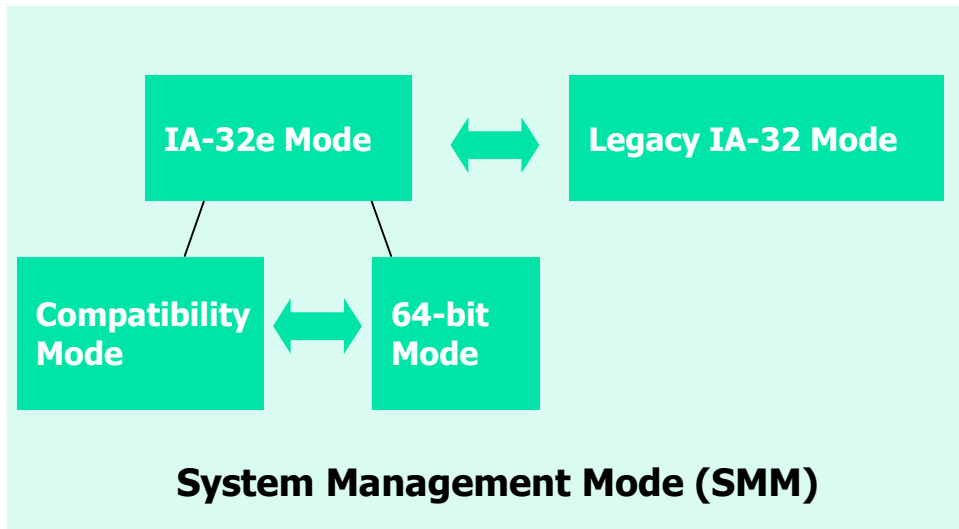 IA-32e Mode
Legacy IA-32 Mode
Compatibility
Mode
64-bit
Mode
System Management Mode (SMM)